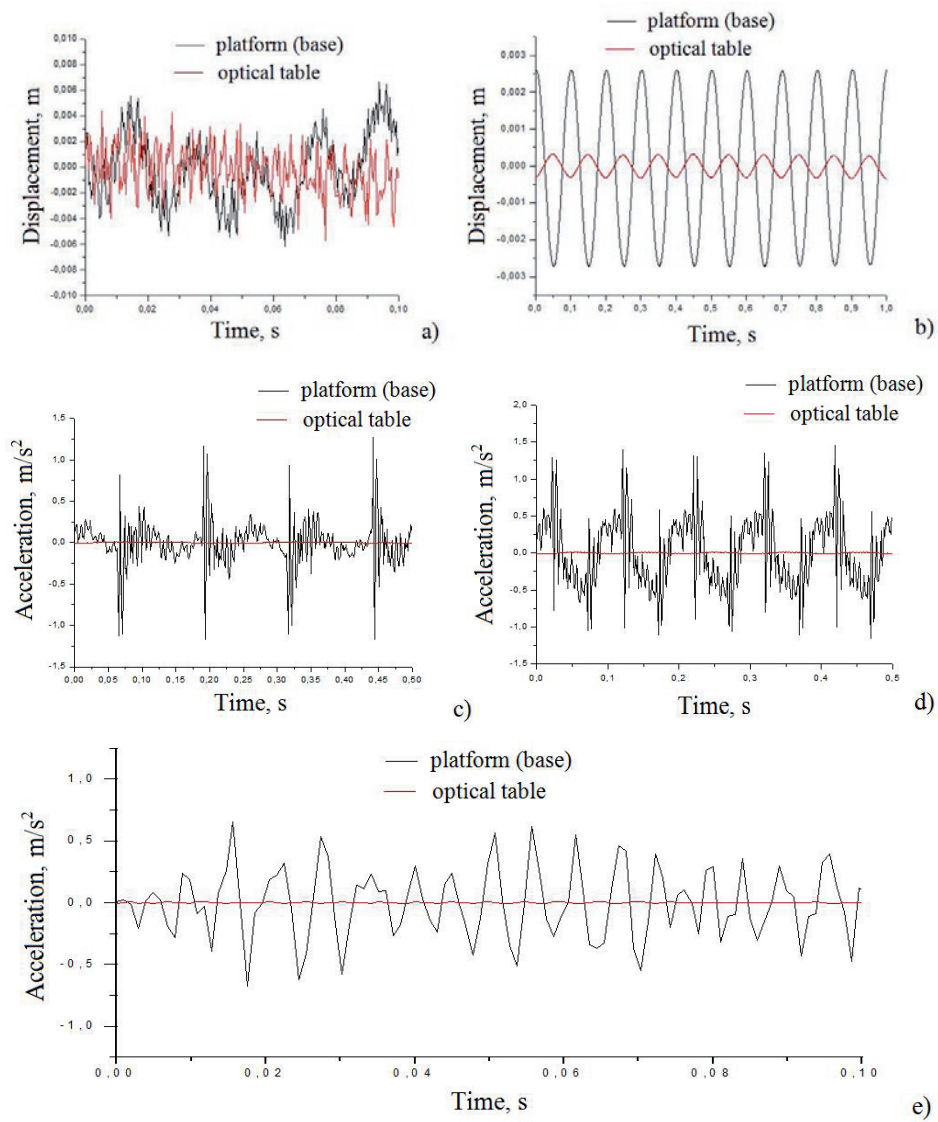 platform (base)
optical table
0,010
0,008
0,006
0,004
0,002
0,000
-0,002
-0,004
-0,006
-0,008
-0,010
Displacement, m
0,00 0,02 0,04 0,06 0,08 0,10
Time, s
a)
platform (base)
optical table
0,003
0,002
0,001
0,000
-0,001
-0,002
-0,003
Displacement, m
0,0 0,1 0,2 0,3 0,4 0,5 0,6 0,7 0,8 0,9 1,0
Time, s
b)
platform (base)
optical table
1,5
1,0
0,5
0,0
-0,5
-1,0
-1,5
Acceleration, m/s²
0,00 0,05 0,10 0,15 0,20 0,25 0,30 0,35 0,40 0,45 0,50
Time, s
c)
platform (base)
optical table
2,0
1,5
1,0
0,5
0,0
-0,5
-1,0
-1,5
Acceleration, m/s²
0,0 0,1 0,2 0,3 0,4 0,5
Time, s
d)
platform (base)
optical table
1,0
0,5
0,0
-0,5
-1,0
Acceleration, m/s²
0,00 0,02 0,04 0,06 0,08 0,10
Time, s
e)